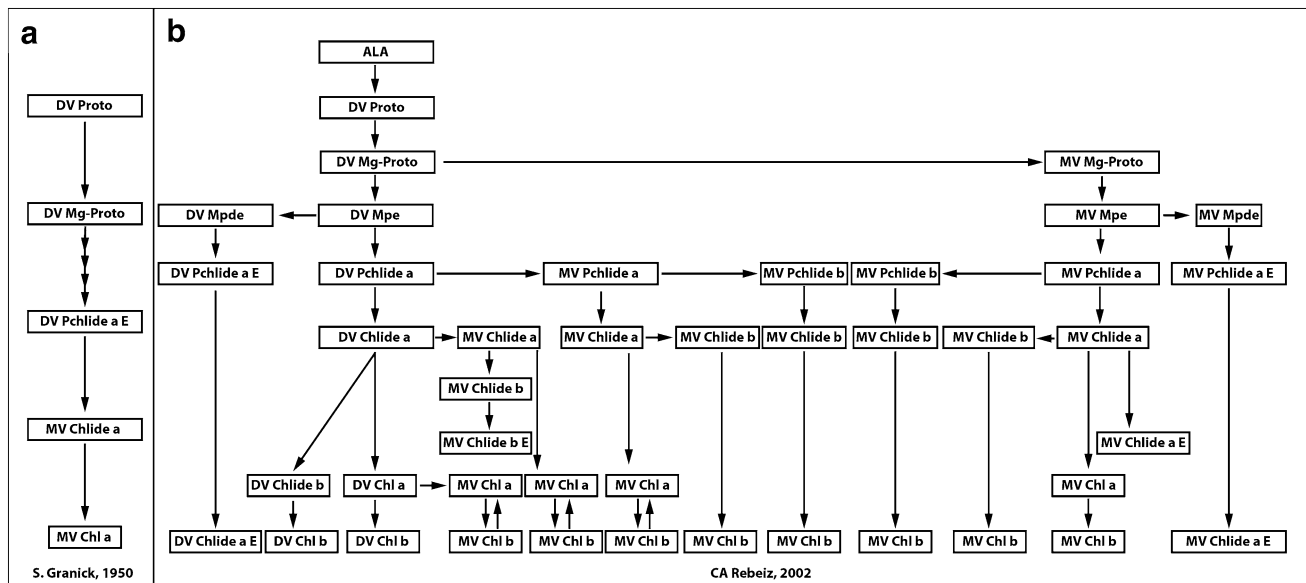 a
DV Proto
DV Mg-Proto
DV Pchlide a E
MV Chlide a
MV Chl a
S. Granick, 1950
b
ALA
DV Proto
DV Mg-Proto
MV Mg-Proto
DV Mpde
DV Mpe
MV Mpe
MV Mpde
DV Pchlide a E
DV Pchlide a
MV Pchlide a
MV Pchlide b
MV Pchlide b
MV Pchlide a
MV Pchlide a E
DV Chlide a
MV Chlide a
MV Chlide a
MV Chlide b
MV Chlide b
MV Chlide b
MV Chlide b
MV Chlide a
MV Chlide b
MV Chlide b E
MV Chlide a E
DV Chlide b
DV Chl a
MV Chl a
MV Chl a
MV Chl a
MV Chl a
DV Chlide a E
DV Chl b
DV Chl b
MV Chl b
MV Chl b
MV Chl b
MV Chl b
MV Chl b
MV Chl b
MV Chl b
MV Chl b
MV Chlide a E
CA Rebeiz, 2002